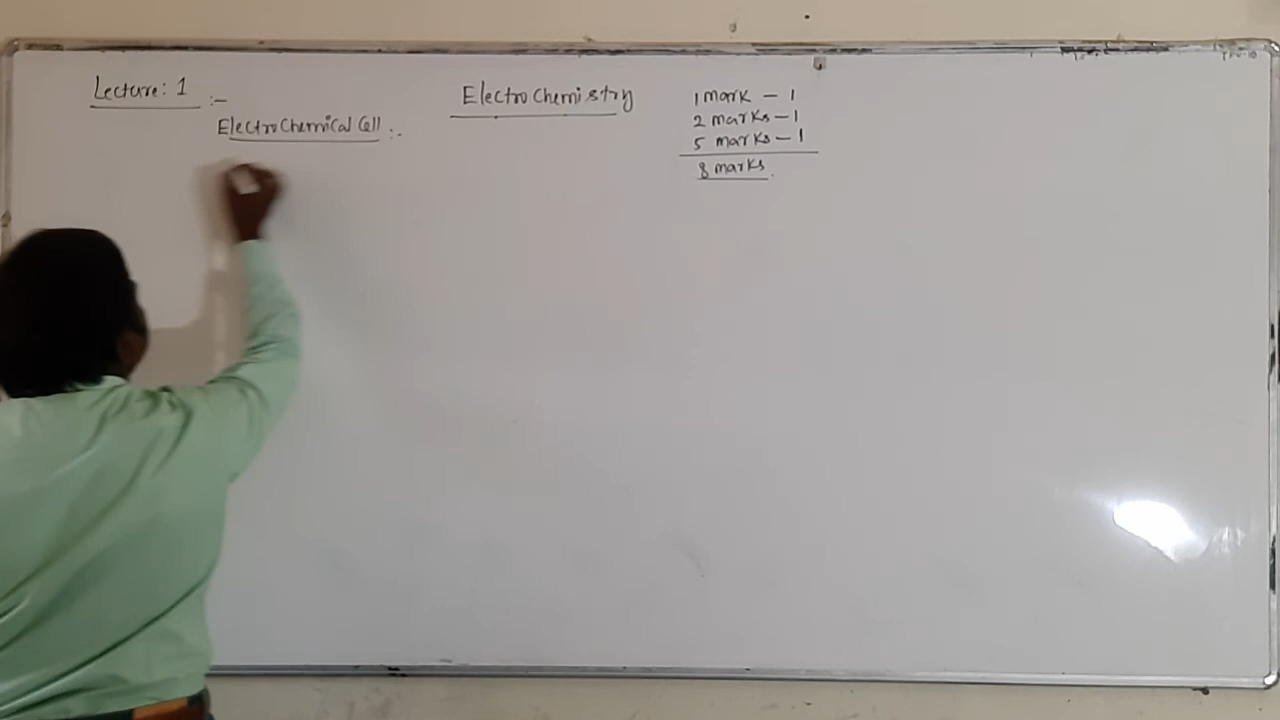 Lecture: 1 :-
ElectroChemistry
1 mark - 1
2 marks - 1
5 marks - 1
8 marks.
ElectroChemical Cell :-